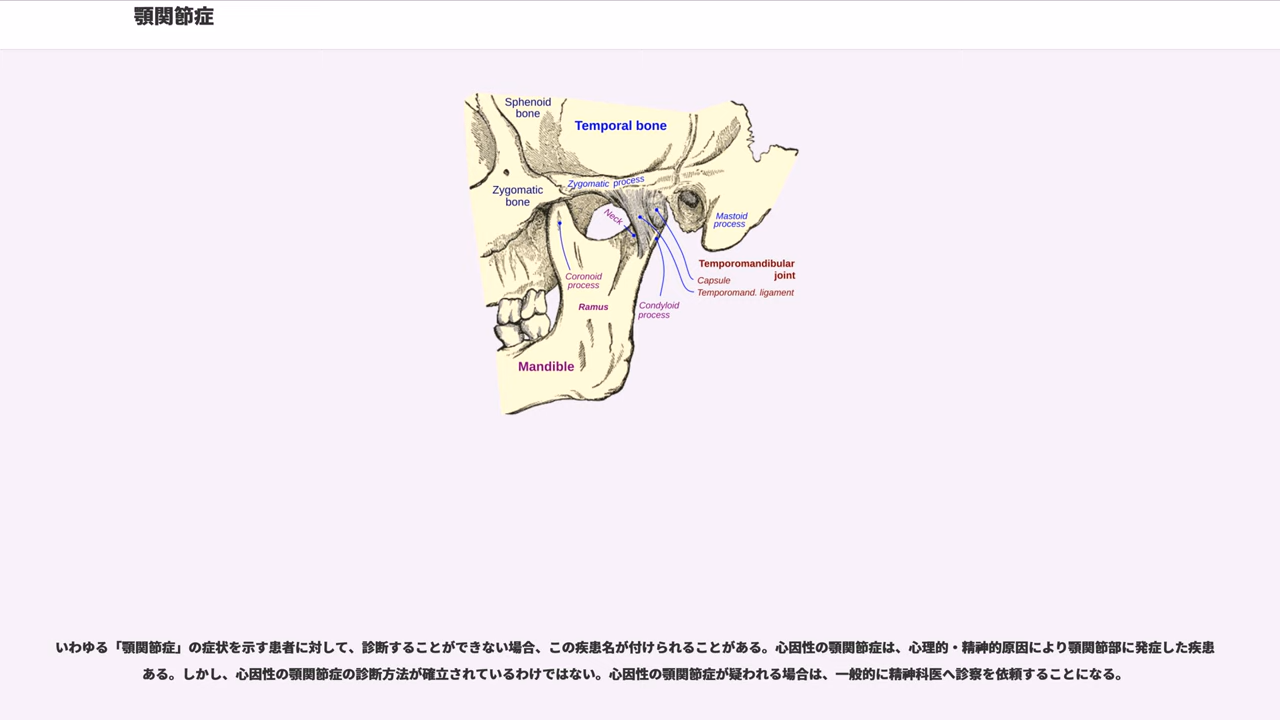 顎関節症
Sphenoid
bone
Temporal bone
Zygomatic process
Zygomatic
bone
Neck
Mastoid
process
Temporomandibular
joint
Capsule
Temporomand. ligament
Coronoid
process
Ramus
Condyloid
process
Mandible
いわゆる「顎関節症」の症状を示す患者に対して、診断することができない場合、この疾患名が付けられることがある。心因性の顎関節症は、心理的・精神的原因により顎関節部に発症した疾患
ある。しかし、心因性の顎関節症の診断方法が確立されているわけではない。心因性の顎関節症が疑われる場合は、一般的に精神科医へ診察を依頼することになる。